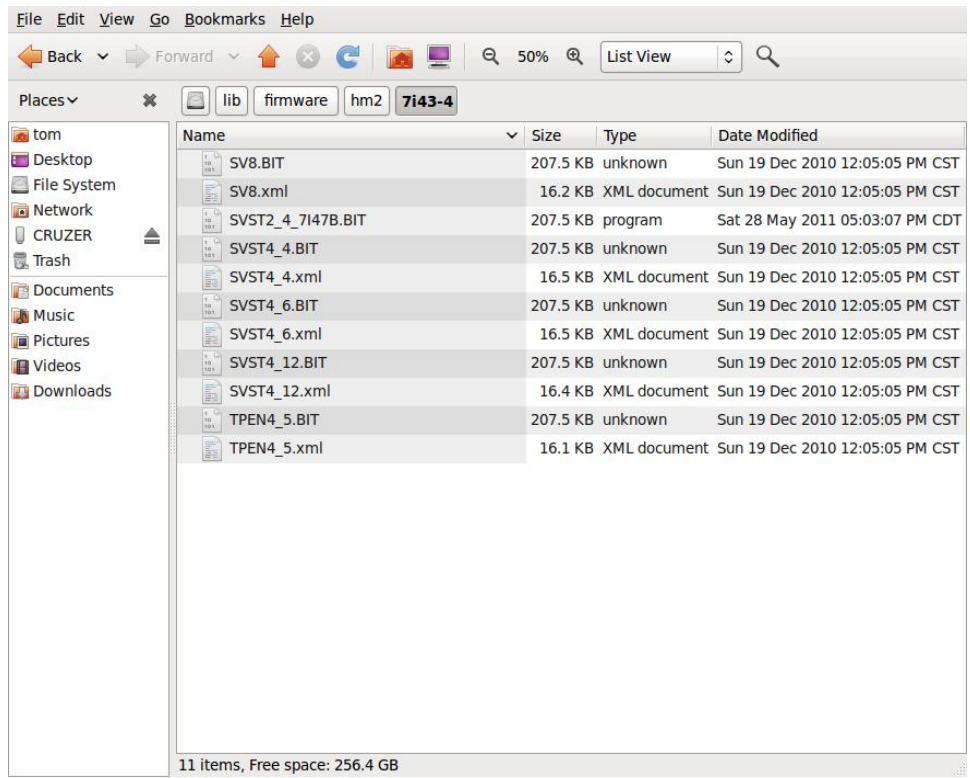 File Edit View Go Bookmarks Help
Back Forward 50% List View
Places lib firmware hm2 7i43-4
tom
Desktop
File System
Network
CRUZER
Trash
Documents
Music
Pictures
Videos
Downloads
Name Size Type Date Modified
SV8.BIT 207.5 KB unknown Sun 19 Dec 2010 12:05:05 PM CST
SV8.xml 16.2 KB XML document Sun 19 Dec 2010 12:05:05 PM CST
SVST2_4_7I47B.BIT 207.5 KB program Sat 28 May 2011 05:03:07 PM CDT
SVST4_4.BIT 207.5 KB unknown Sun 19 Dec 2010 12:05:05 PM CST
SVST4_4.xml 16.5 KB XML document Sun 19 Dec 2010 12:05:05 PM CST
SVST4_6.BIT 207.5 KB unknown Sun 19 Dec 2010 12:05:05 PM CST
SVST4_6.xml 16.5 KB XML document Sun 19 Dec 2010 12:05:05 PM CST
SVST4_12.BIT 207.5 KB unknown Sun 19 Dec 2010 12:05:05 PM CST
SVST4_12.xml 16.4 KB XML document Sun 19 Dec 2010 12:05:05 PM CST
TPEN4_5.BIT 207.5 KB unknown Sun 19 Dec 2010 12:05:05 PM CST
TPEN4_5.xml 16.1 KB XML document Sun 19 Dec 2010 12:05:05 PM CST
11 items, Free space: 256.4 GB